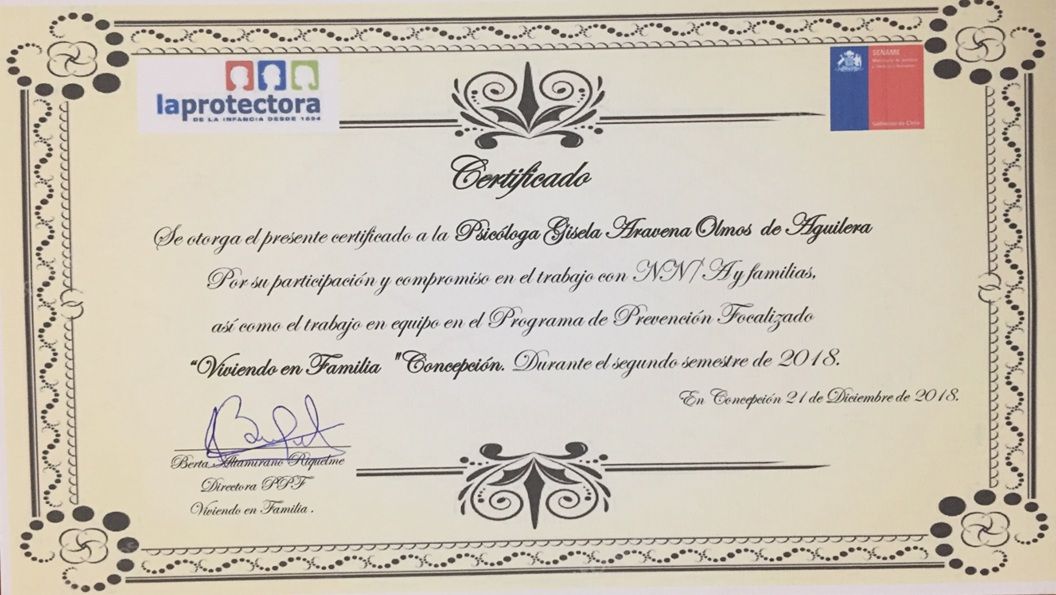 laprotectora
DE LA INFANCIA DESDE 1894
SENAME
Gobierno de Chile
Certificado
Se otorga el presente certificado a la Psicóloga Gisela Aravena Olmos de Aguilera
Por su participación y compromiso en el trabajo con NN/A y familias,
así como el trabajo en equipo en el Programa de Prevención Focalizado
"Viviendo en Familia "Concepción. Durante el segundo semestre de 2018.
En Concepción 21 de Diciembre de 2018.
Berta Altamirano Riquelme
Directora PPF
Viviendo en Familia .